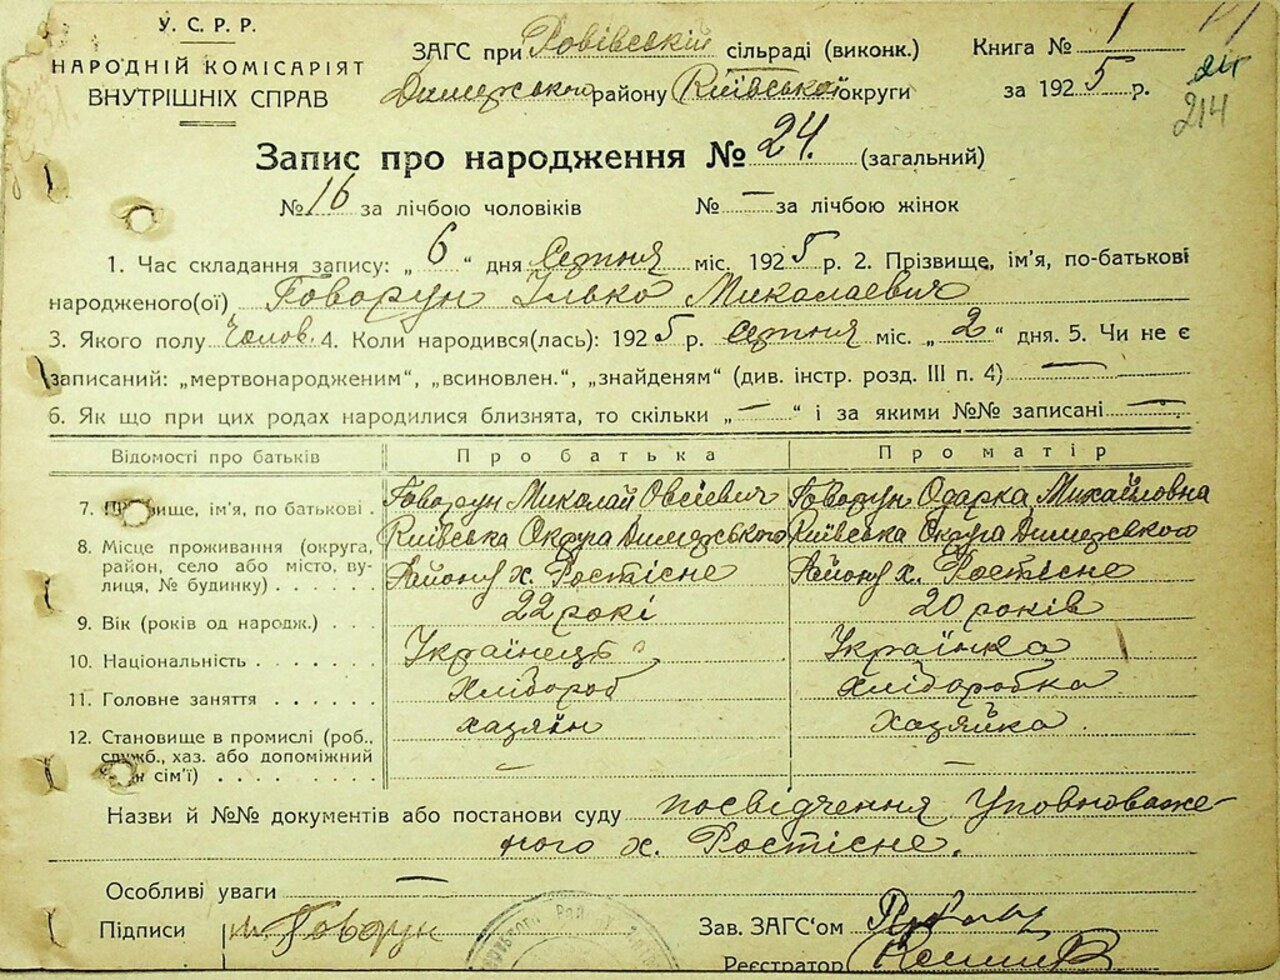 У. С. Р. Р.
НАРОДНІЙ КОМІСАРІЯТ
ВНУТРІШНІХ СПРАВ
ЗАГС при Ровівській сільраді (виконк.)
Димерського району Київської округи
Книга № 1
за 1925 р.
214
Запис про народження № 24. (загальний)
№ 16 за лічбою чоловіків № — за лічбою жінок
1. Час складання запису: „ 6 “ дня Серпня міс. 1925 р. 2. Прізвище, ім'я, по-батькові
народженого(ої) Говорун Ілько Миколаевич
3. Якого полу Чолов. 4. Коли народився(лась): 1925 р. серпня міс. „ 2 “ дня. 5. Чи не є
записаний: „мертвонародженим“, „всиновлен.“, „знайденям“ (див. інстр. розд. III п. 4) —
6. Як що при цих родах народилися близнята, то скільки „ — “ і за якими №№ записані —
Відомості про батьків Про батька Про матір
7. вище, ім'я, по батькові . Говорун Миколай Овсієвич Говорун Одарка Михайловна
8. Місце проживання (округа, район, село або місто, вулиця, № будинку) . . . . . . Київська Округа Димерського Району х. Ростісне Київська Округа Димерського Району х. Ростісне
9. Вік (років од народж.) . . . 22 рокі 20 років
10. Національність . . . . . . . Українець Українка
11. Головне заняття . . . . . . Хлібороб хліборобка
12. Становище в промислі (роб., служб., хаз. або допоміжний сім'ї) . . . . . . . . . хазяїн — хазяйка —
Назви й №№ документів або постанови суду посвідчення Уповноваже-
ного х. Ростісне.
Особливі уваги —
Підписи Говорун Зав. ЗАГС‘ом
Реєстратор